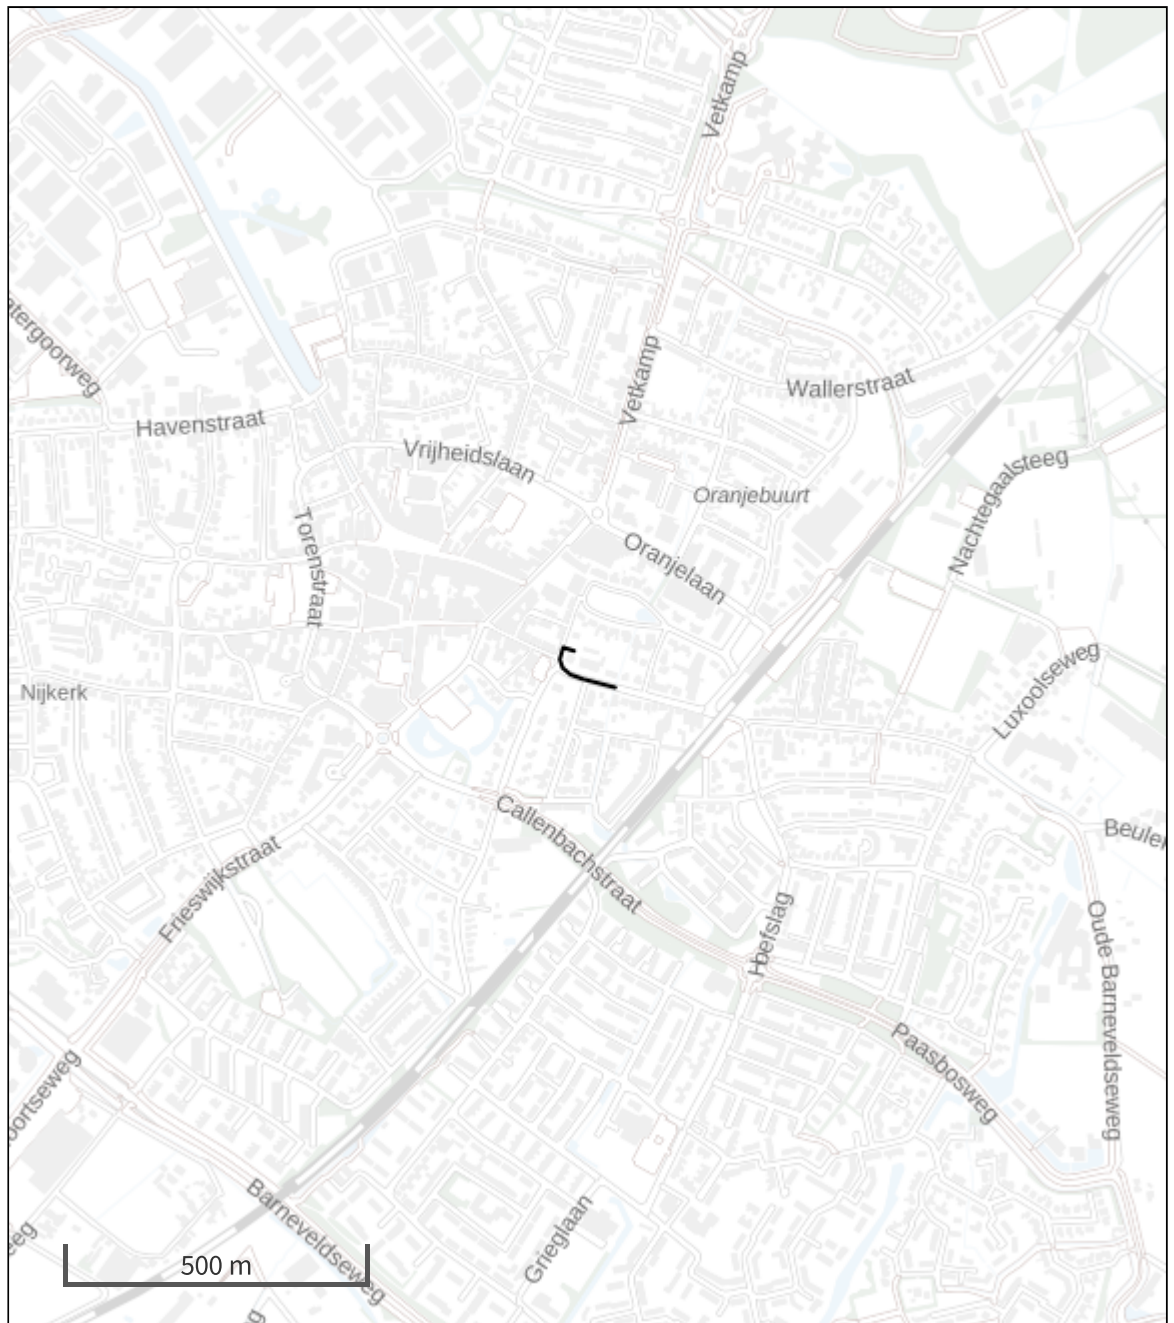 Vetkamp
Vetkamp
Wallerstraat
Havenstraat
Vrijheidslaan
Nachtegaalsteeg
Oranjebuurt
Torenstraat
Oranjelaan
Luxoolseweg
Nijkerk
Callenbachstraat
Frieswijkstraat
Hoefslag
Oude Barneveldseweg
Paasbosweg
Barneveldseweg
Grieglaan
500 m